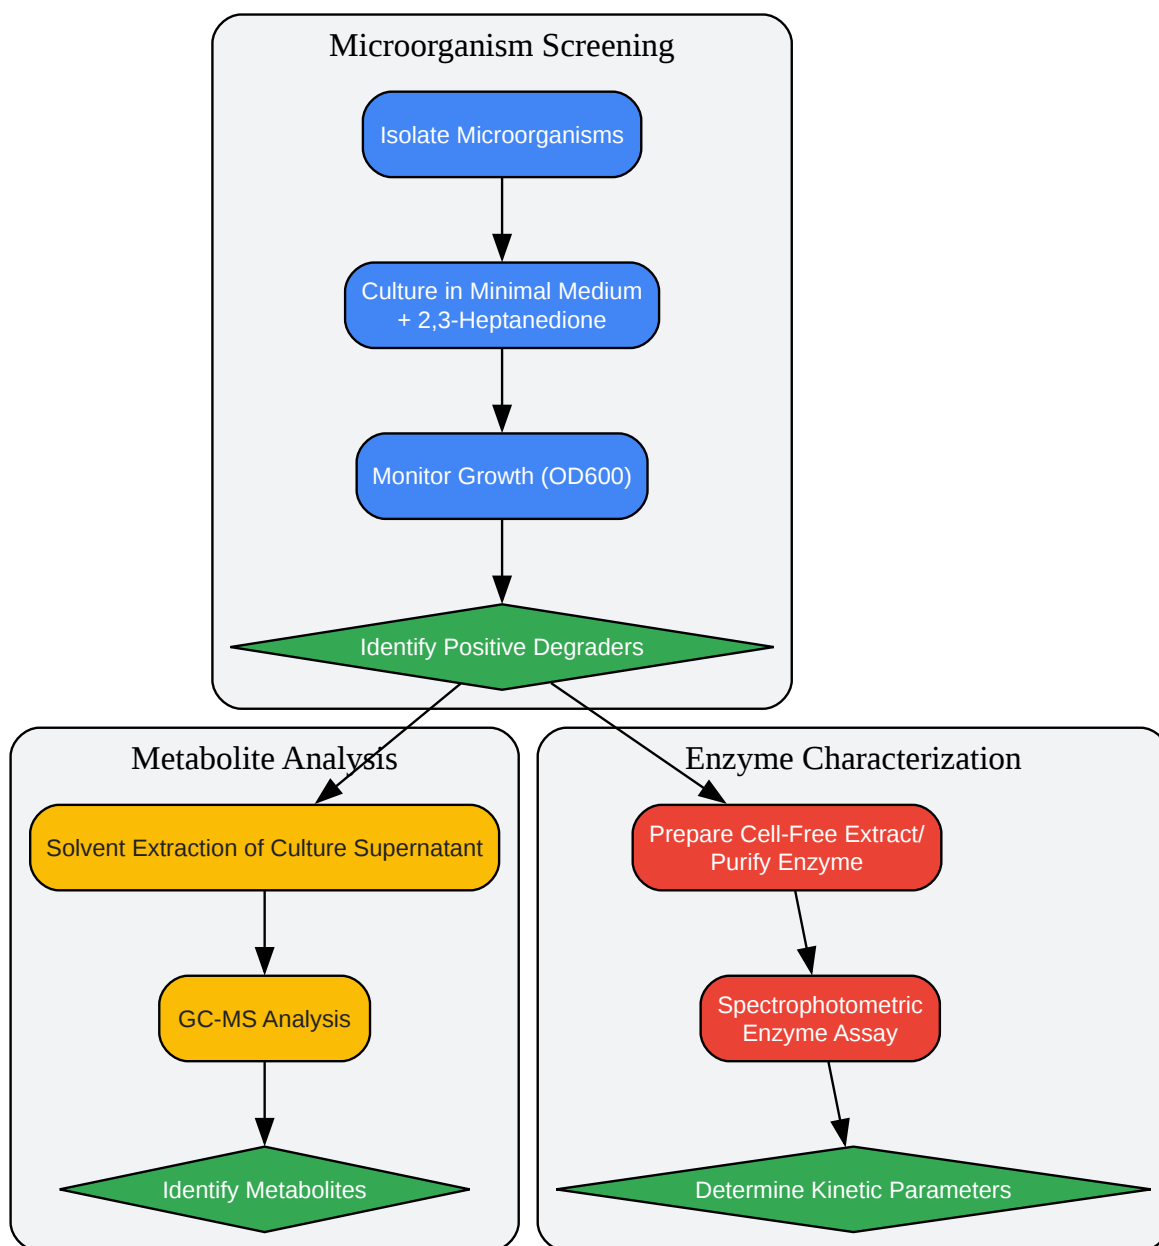 Microorganism Screening
Isolate Microorganisms
Culture in Minimal Medium
+ 2,3-Heptanedione
Monitor Growth (OD600)
Identify Positive Degraders
Metabolite Analysis
Solvent Extraction of Culture Supernatant
GC-MS Analysis
Identify Metabolites
Enzyme Characterization
Prepare Cell-Free Extract/
Purify Enzyme
Spectrophotometric
Enzyme Assay
Determine Kinetic Parameters